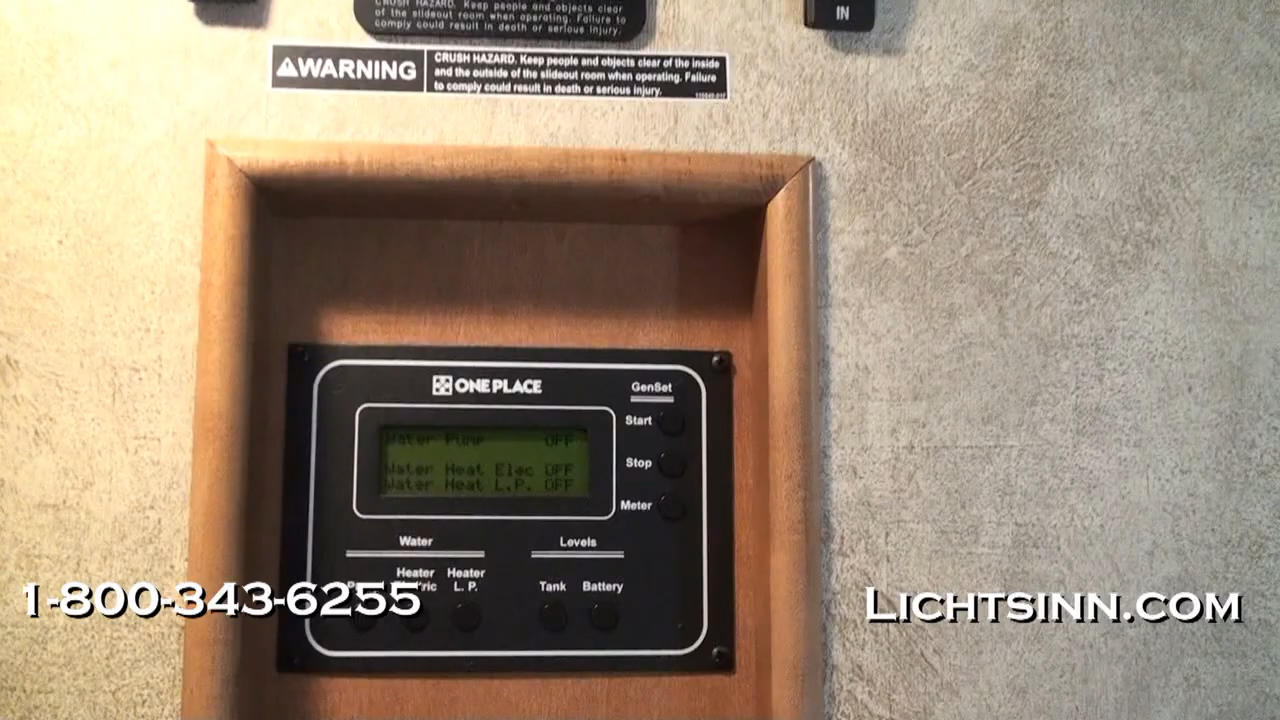 CRUSH HAZARD. Keep people and objects clear
of the slideout room when operating. Failure to
comply could result in death or serious injury.
IN
WARNING
CRUSH HAZARD. Keep people and objects clear of the inside
and the outside of the slideout room when operating. Failure
to comply could result in death or serious injury.
ONE PLACE
GenSet
Start
Stop
Meter
Water Pump OFF
Water Heat Elec OFF
Water Heat L.P. OFF
Water
Levels
Heater
Heater L. P.
Tank
Battery
1-800-343-6255
LICHTSINN.COM